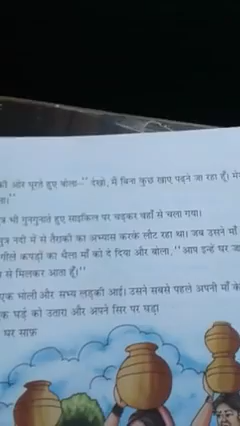 की ओर घूरते हुए बोला–" देखो, मैं बिना कुछ खाए पढ़ने जा रहा हूँ। मेरा
त्र भी गुनगुनाते हुए साइकिल पर चढ़कर वहाँ से चला गया।
पुत्र नदी में से तैराकी का अभ्यास करके लौट रहा था। जब उसने माँ
गीले कपड़ों का थैला माँ को दे दिया और बोला, "आप इन्हें घर जा
से मिलकर आता हूँ।"
एक भोली और सभ्य लड़की आई। उसने सबसे पहले अपनी माँ के
क घड़े को उतारा और अपने सिर पर घड़ा
घर साफ़